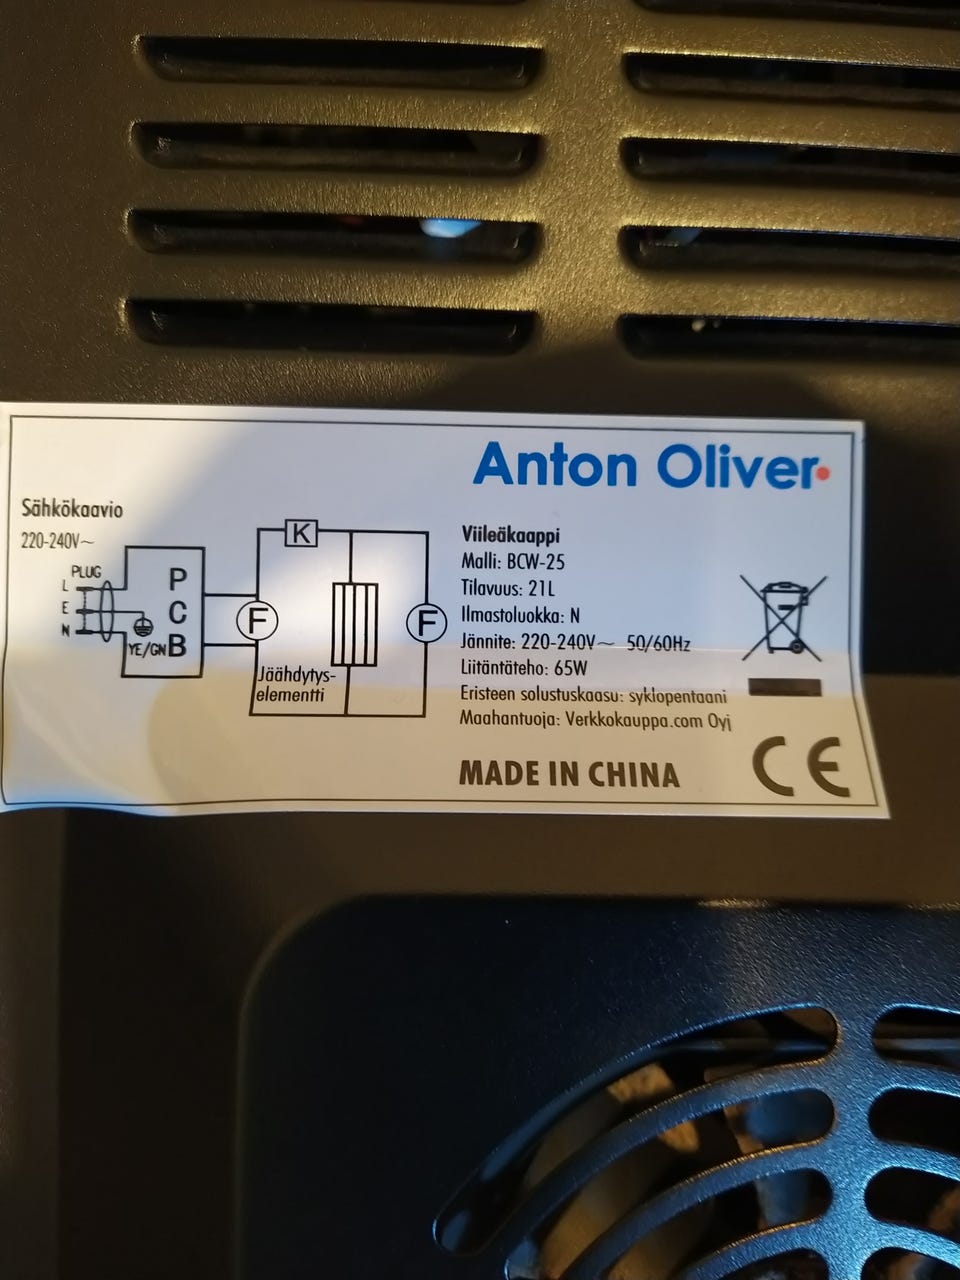 Anton Oliver
Sähkökaavio
220-240V~
PLUG
L
E
N
YE/GN
P
C
B
F
K
F
Jäähdytys-
elementti
Viileäkaappi
Malli: BCW-25
Tilavuus: 21L
Ilmastoluokka: N
Jännite: 220-240V~ 50/60Hz
Liitäntäteho: 65W
Eristeen solustuskaasu: syklopentaani
Maahantuoja: Verkkokauppa.com Oyj
MADE IN CHINA
CE